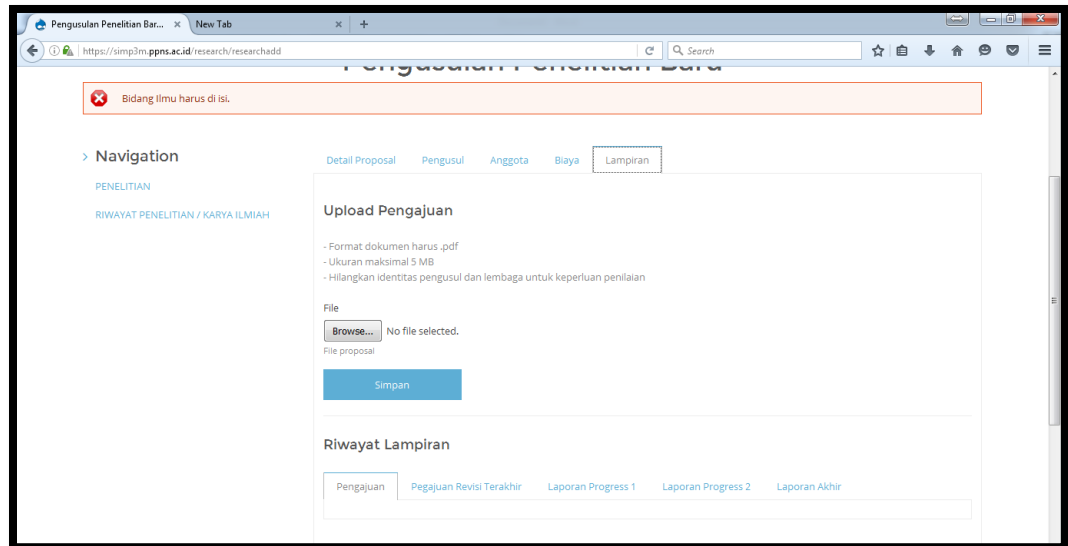 Pengusulan Penelitian Bar...
New Tab
https://simp3m.ppns.ac.id/research/researchadd
Search
Pengusulan Penelitian Baru
Bidang Ilmu harus di isi.
Navigation
PENELITIAN
RIWAYAT PENELITIAN / KARYA ILMIAH
Detail Proposal Pengusul Anggota Biaya Lampiran
Upload Pengajuan
- Format dokumen harus .pdf
- Ukuran maksimal 5 MB
- Hilangkan identitas pengusul dan lembaga untuk keperluan penilaian
File
Browse... No file selected.
File proposal
Simpan
Riwayat Lampiran
Pengajuan Pegajuan Revisi Terakhir Laporan Progress 1 Laporan Progress 2 Laporan Akhir